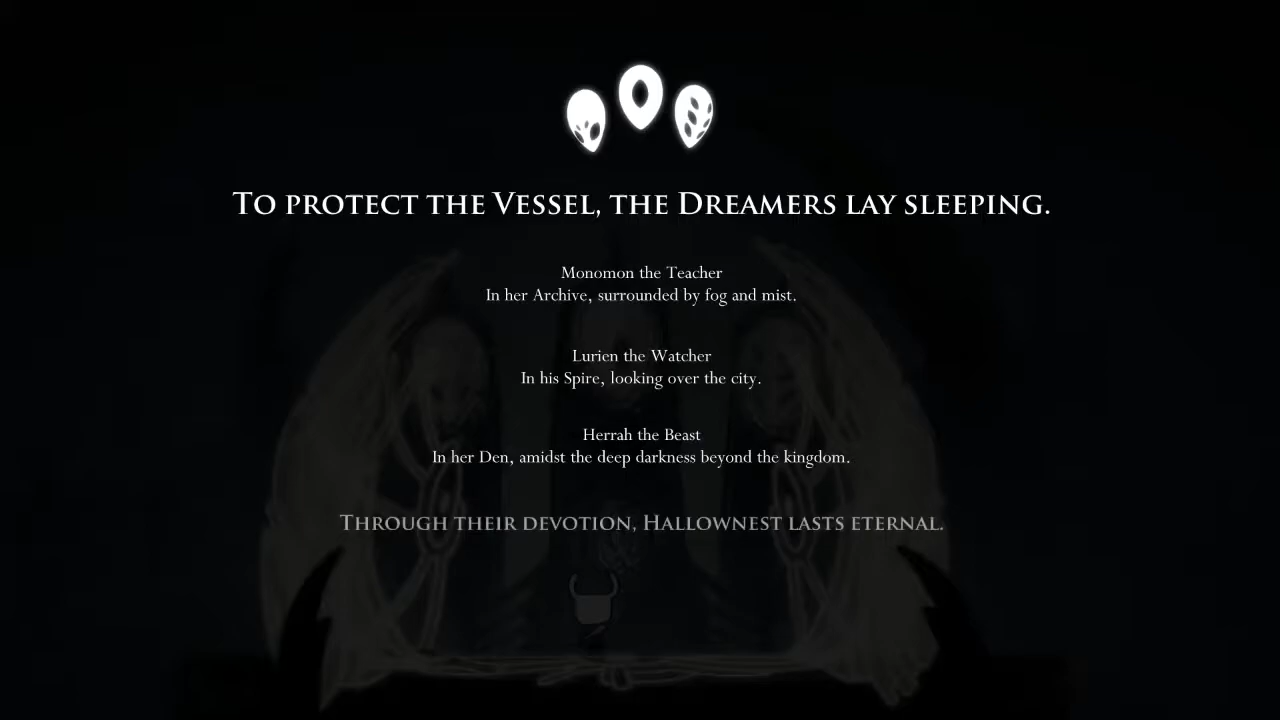 To protect the Vessel, the Dreamers lay sleeping.
Monomon the Teacher
In her Archive, surrounded by fog and mist.
Lurien the Watcher
In his Spire, looking over the city.
Herrah the Beast
In her Den, amidst the deep darkness beyond the kingdom.
Through their devotion, Hallownest lasts eternal.